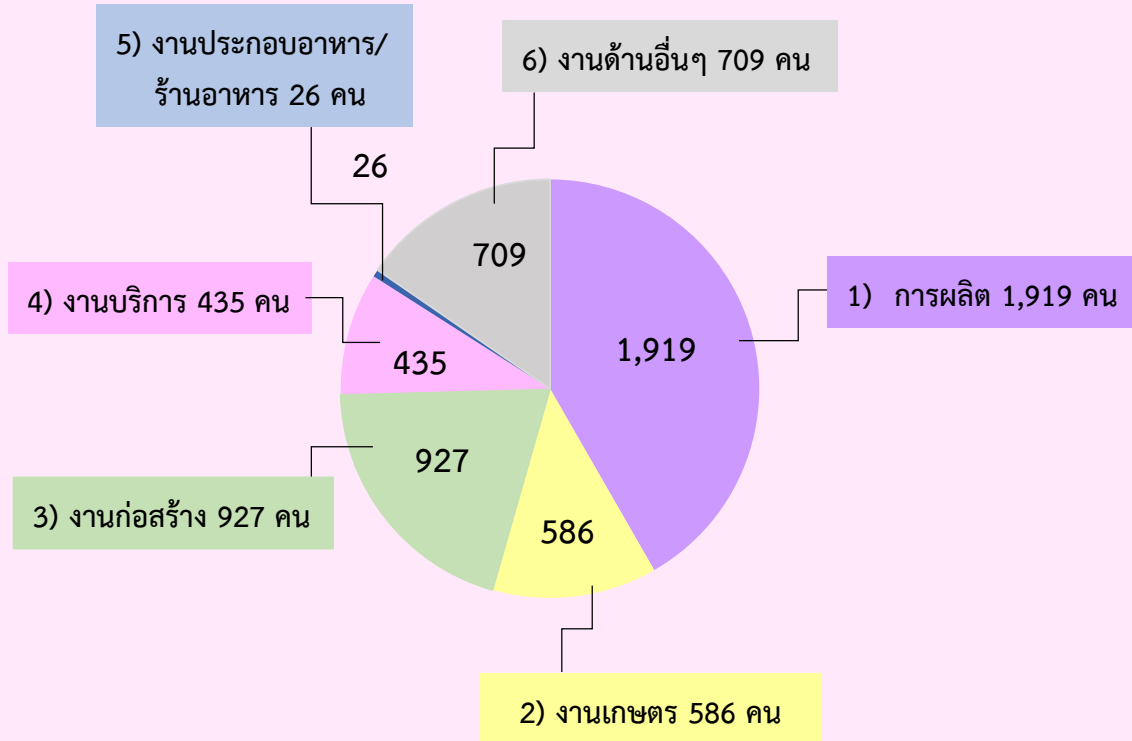 5) งานประกอบอาหาร/
ร้านอาหาร 26 คน
6) งานด้านอื่นๆ 709 คน
26
709
4) งานบริการ 435 คน
1) การผลิต 1,919 คน
1,919
435
927
3) งานก่อสร้าง 927 คน
586
2) งานเกษตร 586 คน